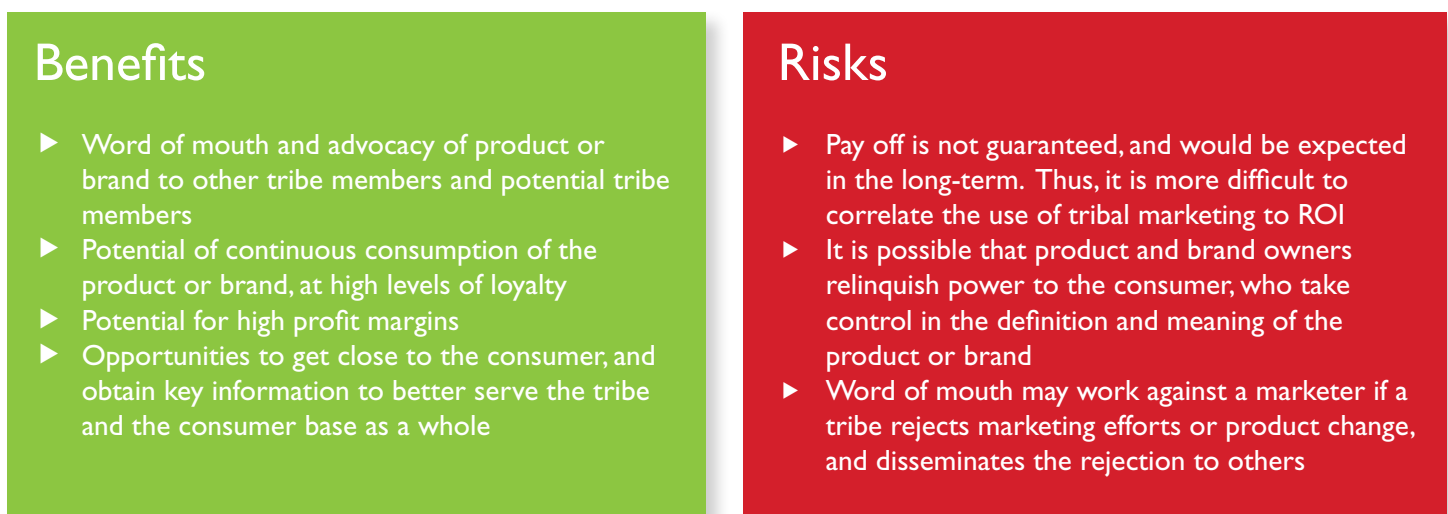 Benefits
▶ Word of mouth and advocacy of product or
brand to other tribe members and potential tribe
members
▶ Potential of continuous consumption of the
product or brand, at high levels of loyalty
▶ Potential for high profit margins
▶ Opportunities to get close to the consumer, and
obtain key information to better serve the tribe
and the consumer base as a whole
Risks
▶ Pay off is not guaranteed, and would be expected
in the long-term. Thus, it is more difficult to
correlate the use of tribal marketing to ROI
▶ It is possible that product and brand owners
relinquish power to the consumer, who take
control in the definition and meaning of the
product or brand
▶ Word of mouth may work against a marketer if a
tribe rejects marketing efforts or product change,
and disseminates the rejection to others